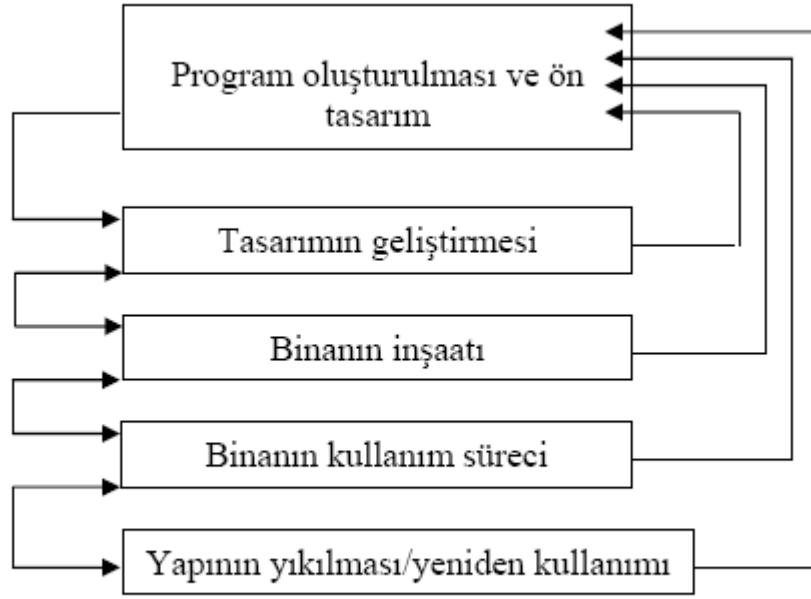 Program oluşturulması ve ön
tasarım
Tasarımın geliştirmesi
Binanın inşaatı
Binanın kullanım süreci
Yapının yıkılması/yeniden kullanımı